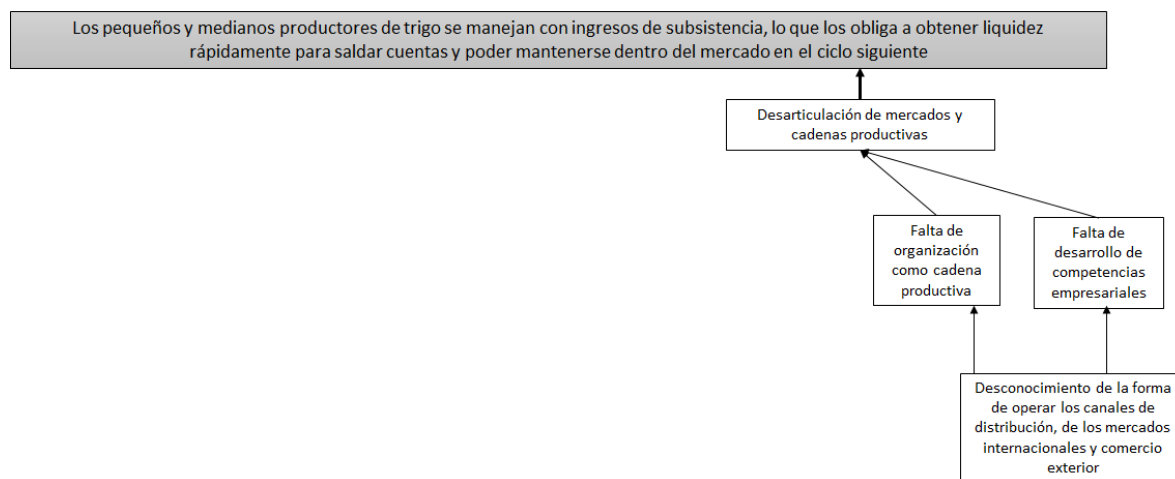 Los pequeños y medianos productores de trigo se manejan con ingresos de subsistencia, lo que los obliga a obtener liquidez
rápidamente para saldar cuentas y poder mantenerse dentro del mercado en el ciclo siguiente
Desarticulación de mercados y
cadenas productivas
Falta de
organización
como cadena
productiva
Falta de
desarrollo de
competencias
empresariales
Desconocimiento de la forma
de operar los canales de
distribución, de los mercados
internacionales y comercio
exterior